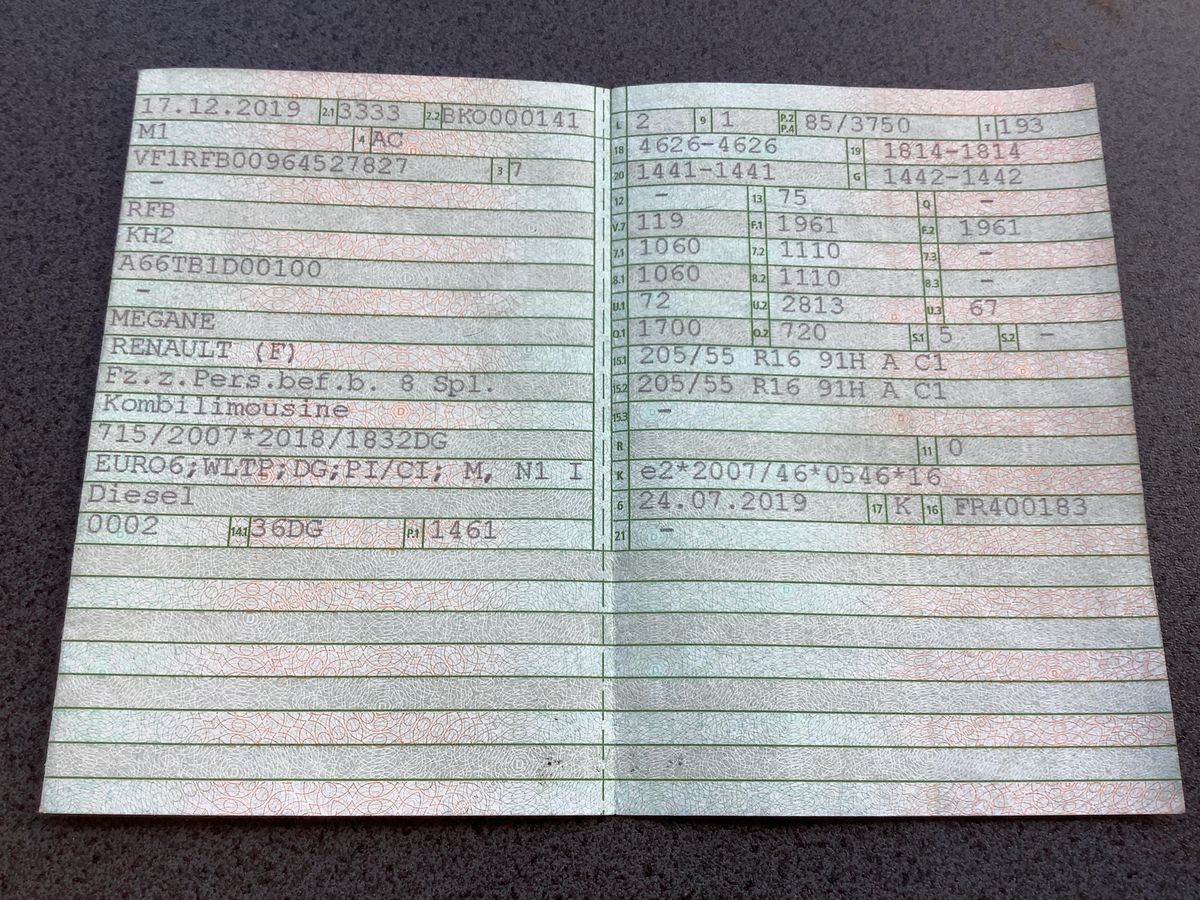 17.12.2019 2.1 3333 2.2 BKO000141
M1 4 AC
VF1RFB00964527827 3 7
-
RFB
KH2
A66TB1D00100
-
MEGANE
RENAULT (F)
Fz.z.Pers.bef.b. 8 Spl.
Kombilimousine
715/2007*2018/1832DG
EURO6;WLTP;DG;PI/CI; M, N1 I
Diesel
0002 14.1 36DG P.1 1461
L 2 9 1 P.2 P.4 85/3750 T 193
18 4626-4626 19 1814-1814
20 1441-1441 G 1442-1442
12 - 13 75 Q -
V.7 119 F.1 1961 F.2 1961
7.1 1060 7.2 1110 7.3 -
8.1 1060 8.2 1110 8.3 -
U.1 72 U.2 2813 U.3 67
O.1 1700 O.2 720 S.1 5 S.2 -
15.1 205/55 R16 91H A C1
15.2 205/55 R16 91H A C1
15.3 -
R 11 0
K e2*2007/46*0546*16
6 24.07.2019 17 K 16 FR400183
21 -